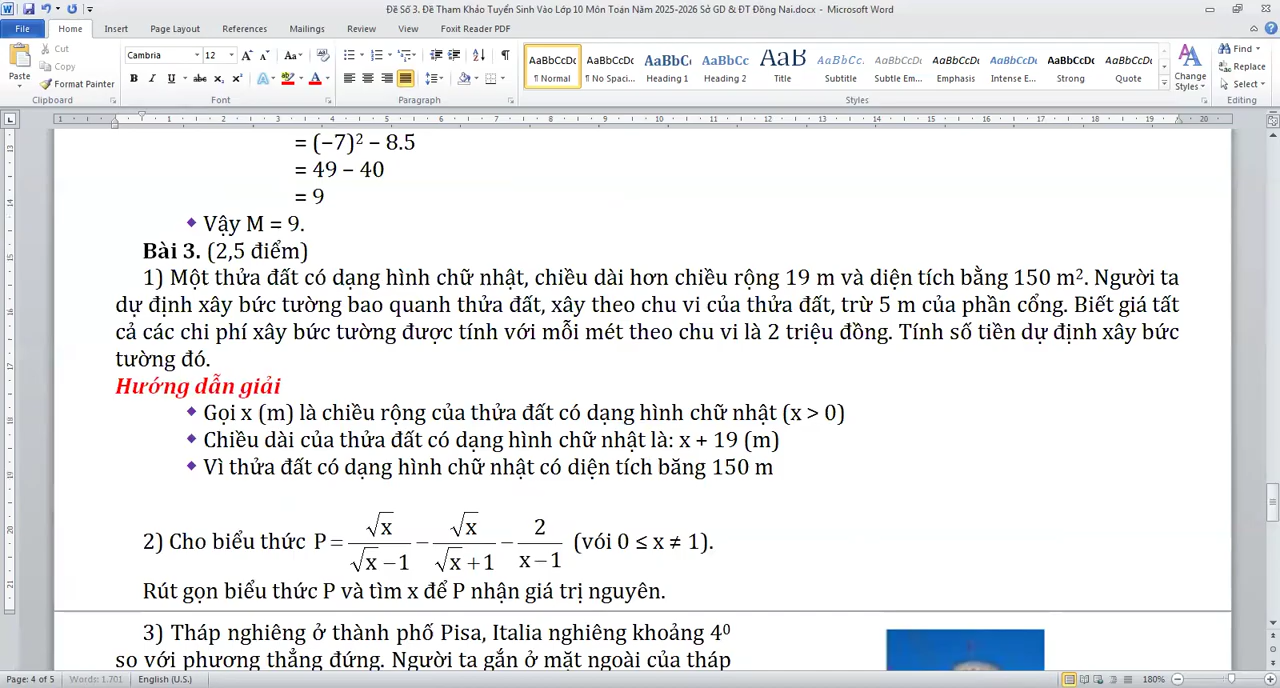 Đề Số 3. Đề Tham Khảo Tuyển Sinh Vào Lớp 10 Môn Toán Năm 2025-2026 Sở GD & ĐT Đồng Nai.docx - Microsoft Word
File Home Insert Page Layout References Mailings Review View Foxit Reader PDF
Cut
Copy
Paste
Format Painter
Clipboard
Cambria 12
Font
Paragraph
AaBbCcDc AaBbCcDc AaBbCc AaBbCc AaB AaBbCc. AaBbCcDc AaBbCcDc AaBbCcDc AaBbCcDc AaBbCcDc
¶ Normal ¶ No Spaci... Heading 1 Heading 2 Title Subtitle Subtle Em... Emphasis Intense E... Strong Quote
Change Styles
Styles
Find
Replace
Select
Editing
= (−7)² − 8.5
= 49 − 40
= 9
Vậy M = 9.
Bài 3. (2,5 điểm)
1) Một thửa đất có dạng hình chữ nhật, chiều dài hơn chiều rộng 19 m và diện tích bằng 150 m². Người ta
dự định xây bức tường bao quanh thửa đất, xây theo chu vi của thửa đất, trừ 5 m của phần cổng. Biết giá tất
cả các chi phí xây bức tường được tính với mỗi mét theo chu vi là 2 triệu đồng. Tính số tiền dự định xây bức
tường đó.
Hướng dẫn giải
Gọi x (m) là chiều rộng của thửa đất có dạng hình chữ nhật (x > 0)
Chiều dài của thửa đất có dạng hình chữ nhật là: x + 19 (m)
Vì thửa đất có dạng hình chữ nhật có diện tích băng 150 m
2) Cho biểu thức P = √x/(√x − 1) − √x/(√x + 1) − 2/(x − 1) (vói 0 ≤ x ≠ 1).
Rút gọn biểu thức P và tìm x để P nhận giá trị nguyên.
3) Tháp nghiêng ở thành phố Pisa, Italia nghiêng khoảng 4⁰
so với phương thẳng đứng. Người ta gắn ở mặt ngoài của tháp
Page: 4 of 5 Words: 1.701 English (U.S.) 180%